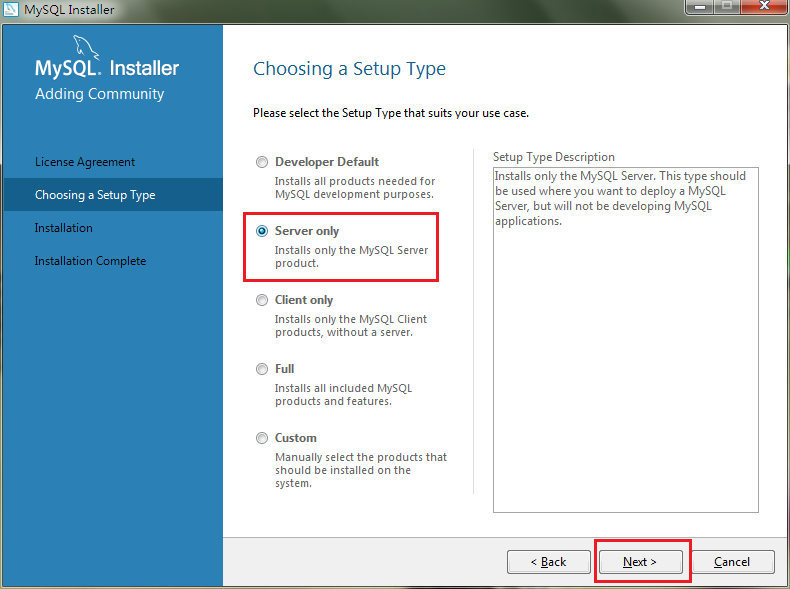 MySQL Installer
MySQL. Installer
Adding Community
License Agreement
Choosing a Setup Type
Installation
Installation Complete
Choosing a Setup Type
Please select the Setup Type that suits your use case.
Developer Default
Installs all products needed for
MySQL development purposes.
Server only
Installs only the MySQL Server
product.
Client only
Installs only the MySQL Client
products, without a server.
Full
Installs all included MySQL
products and features.
Custom
Manually select the products that
should be installed on the
system.
Setup Type Description
Installs only the MySQL Server. This type should
be used where you want to deploy a MySQL
Server, but will not be developing MySQL
applications.
< Back
Next >
Cancel